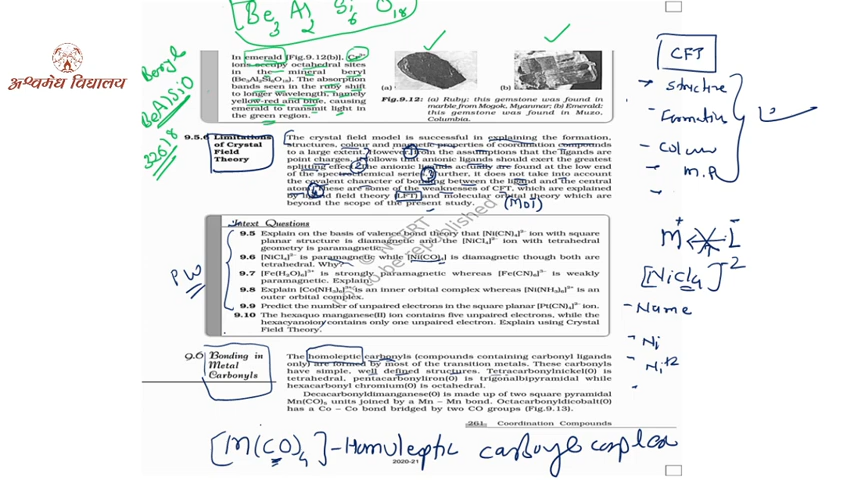 [Be3 Al2 Si6 O18
अश्वमेध विद्यालय
Beryl
BeAlSiO
32618
In emerald [Fig.9.12(b)], Cr3+
ions occupy octahedral sites
in the mineral beryl
(Be3Al2Si6O18). The absorption
bands seen in the ruby shift
to longer wavelength, namely
yellow-red and blue, causing
emerald to transmit light in
the green region.
(a)
(b)
Fig.9.12: (a) Ruby: this gemstone was found in
marble from Mogok, Myanmar; (b) Emerald:
this gemstone was found in Muzo,
Columbia.
CFT
→ Structure
- Formation
- Colour
→ M.P
9.5.6 Limitations
of Crystal
Field
Theory
The crystal field model is successful in explaining the formation,
structures, colour and magnetic properties of coordination compounds
to a large extent. However, from the assumptions that the ligands are
point charges, it follows that anionic ligands should exert the greatest
splitting effect. The anionic ligands actually are found at the low end
of the spectrochemical series. Further, it does not take into account
the covalent character of bonding between the ligand and the central
atom. These are some of the weaknesses of CFT, which are explained
by ligand field theory (LFT) and molecular orbital theory which are
beyond the scope of the present study.
(MOT)
Intext Questions
9.5 Explain on the basis of valence bond theory that [Ni(CN)4]2– ion with square
planar structure is diamagnetic and the [NiCl4]2– ion with tetrahedral
geometry is paramagnetic.
9.6 [NiCl4]2– is paramagnetic while [Ni(CO)4] is diamagnetic though both are
tetrahedral. Why?
9.7 [Fe(H2O)6]3+ is strongly paramagnetic whereas [Fe(CN)6]3– is weakly
paramagnetic. Explain.
9.8 Explain [Co(NH3)6]3+ is an inner orbital complex whereas [Ni(NH3)6]2+ is an
outer orbital complex.
9.9 Predict the number of unpaired electrons in the square planar [Pt(CN)4]2– ion.
9.10 The hexaquo manganese(II) ion contains five unpaired electrons, while the
hexacyanoion contains only one unpaired electron. Explain using Crystal
Field Theory.
PW
M+ L-
[NiCl4]-2
- Name
- Ni
- Ni+2
9.6 Bonding in
Metal
Carbonyls
The homoleptic carbonyls (compounds containing carbonyl ligands
only) are formed by most of the transition metals. These carbonyls
have simple, well defined structures. Tetracarbonylnickel(0) is
tetrahedral, pentacarbonyliron(0) is trigonalbipyramidal while
hexacarbonyl chromium(0) is octahedral.
Decacarbonyldimanganese(0) is made up of two square pyramidal
Mn(CO)5 units joined by a Mn – Mn bond. Octacarbonyldicobalt(0)
has a Co – Co bond bridged by two CO groups (Fig.9.13).
261 Coordination Compounds
[M(CO)4] - Homoleptic carbonyl complex
2020-21